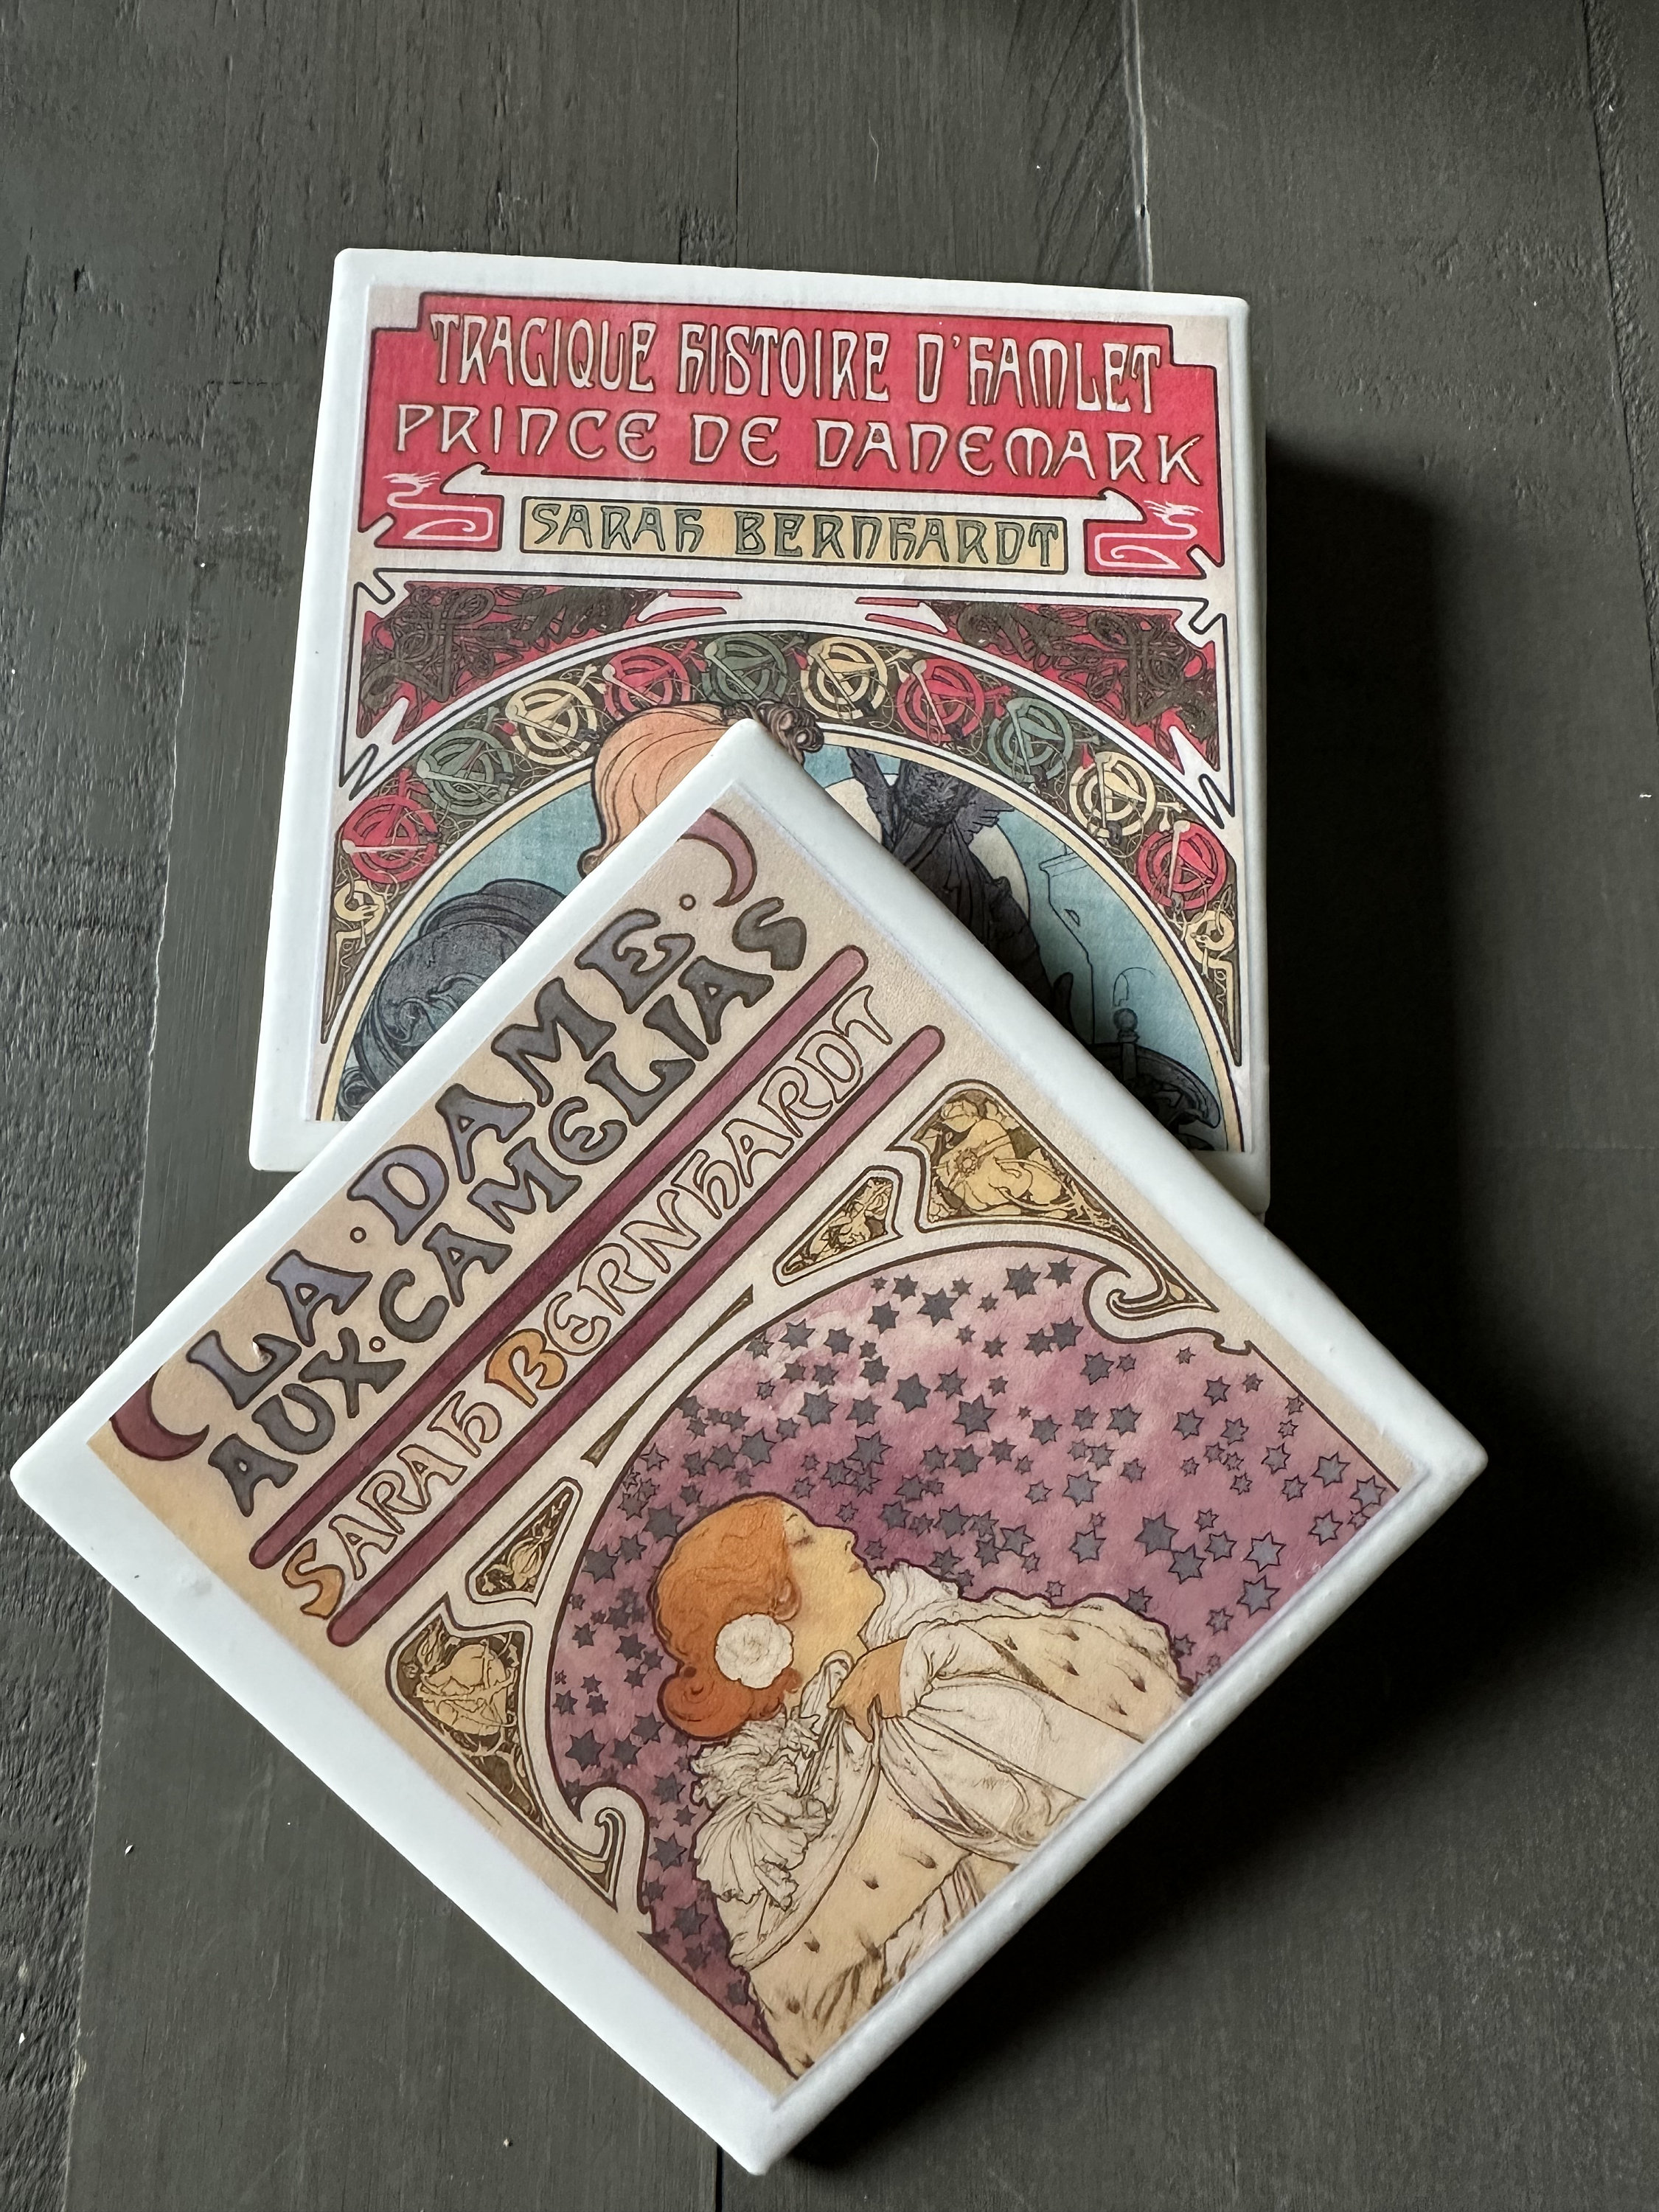 TRAGIQUE HISTOIRE D'HAMLET
PRINCE DE DANEMARK
SARAH BERNHARDT
LA · DAME ·
AUX · CAMELIAS
SARAH BERNHARDT